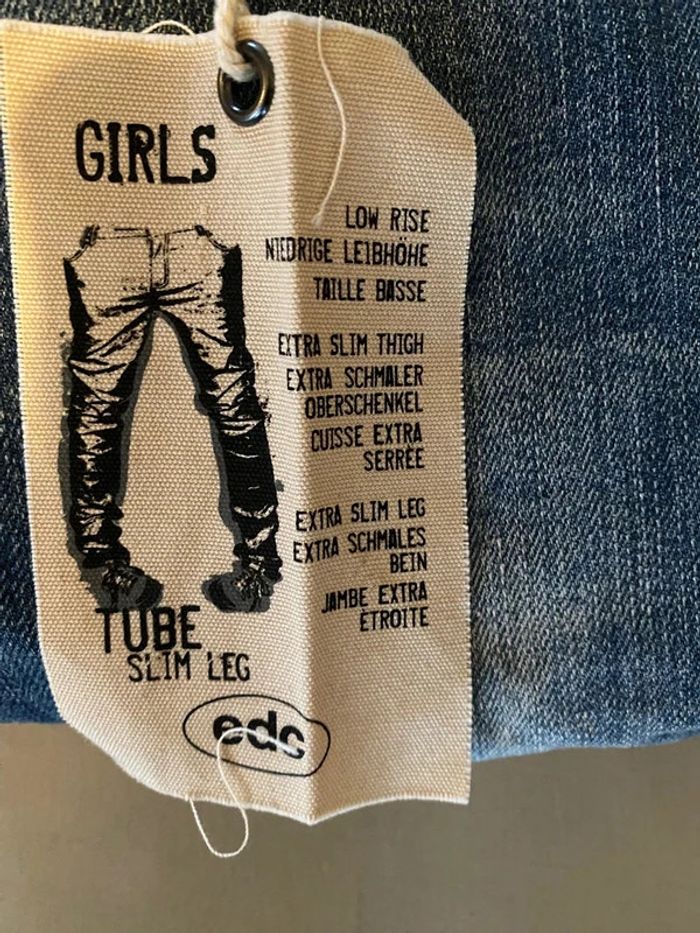 GIRLS
LOW RISE
NIEDRIGE LEIBHÖHE
TAILLE BASSE
EXTRA SLIM THIGH
EXTRA SCHMALER
OBERSCHENKEL
CUISSE EXTRA
SERRÉE
EXTRA SLIM LEG
EXTRA SCHMALES
BEIN
JAMBE EXTRA
ÉTROITE
TUBE
SLIM LEG
edc